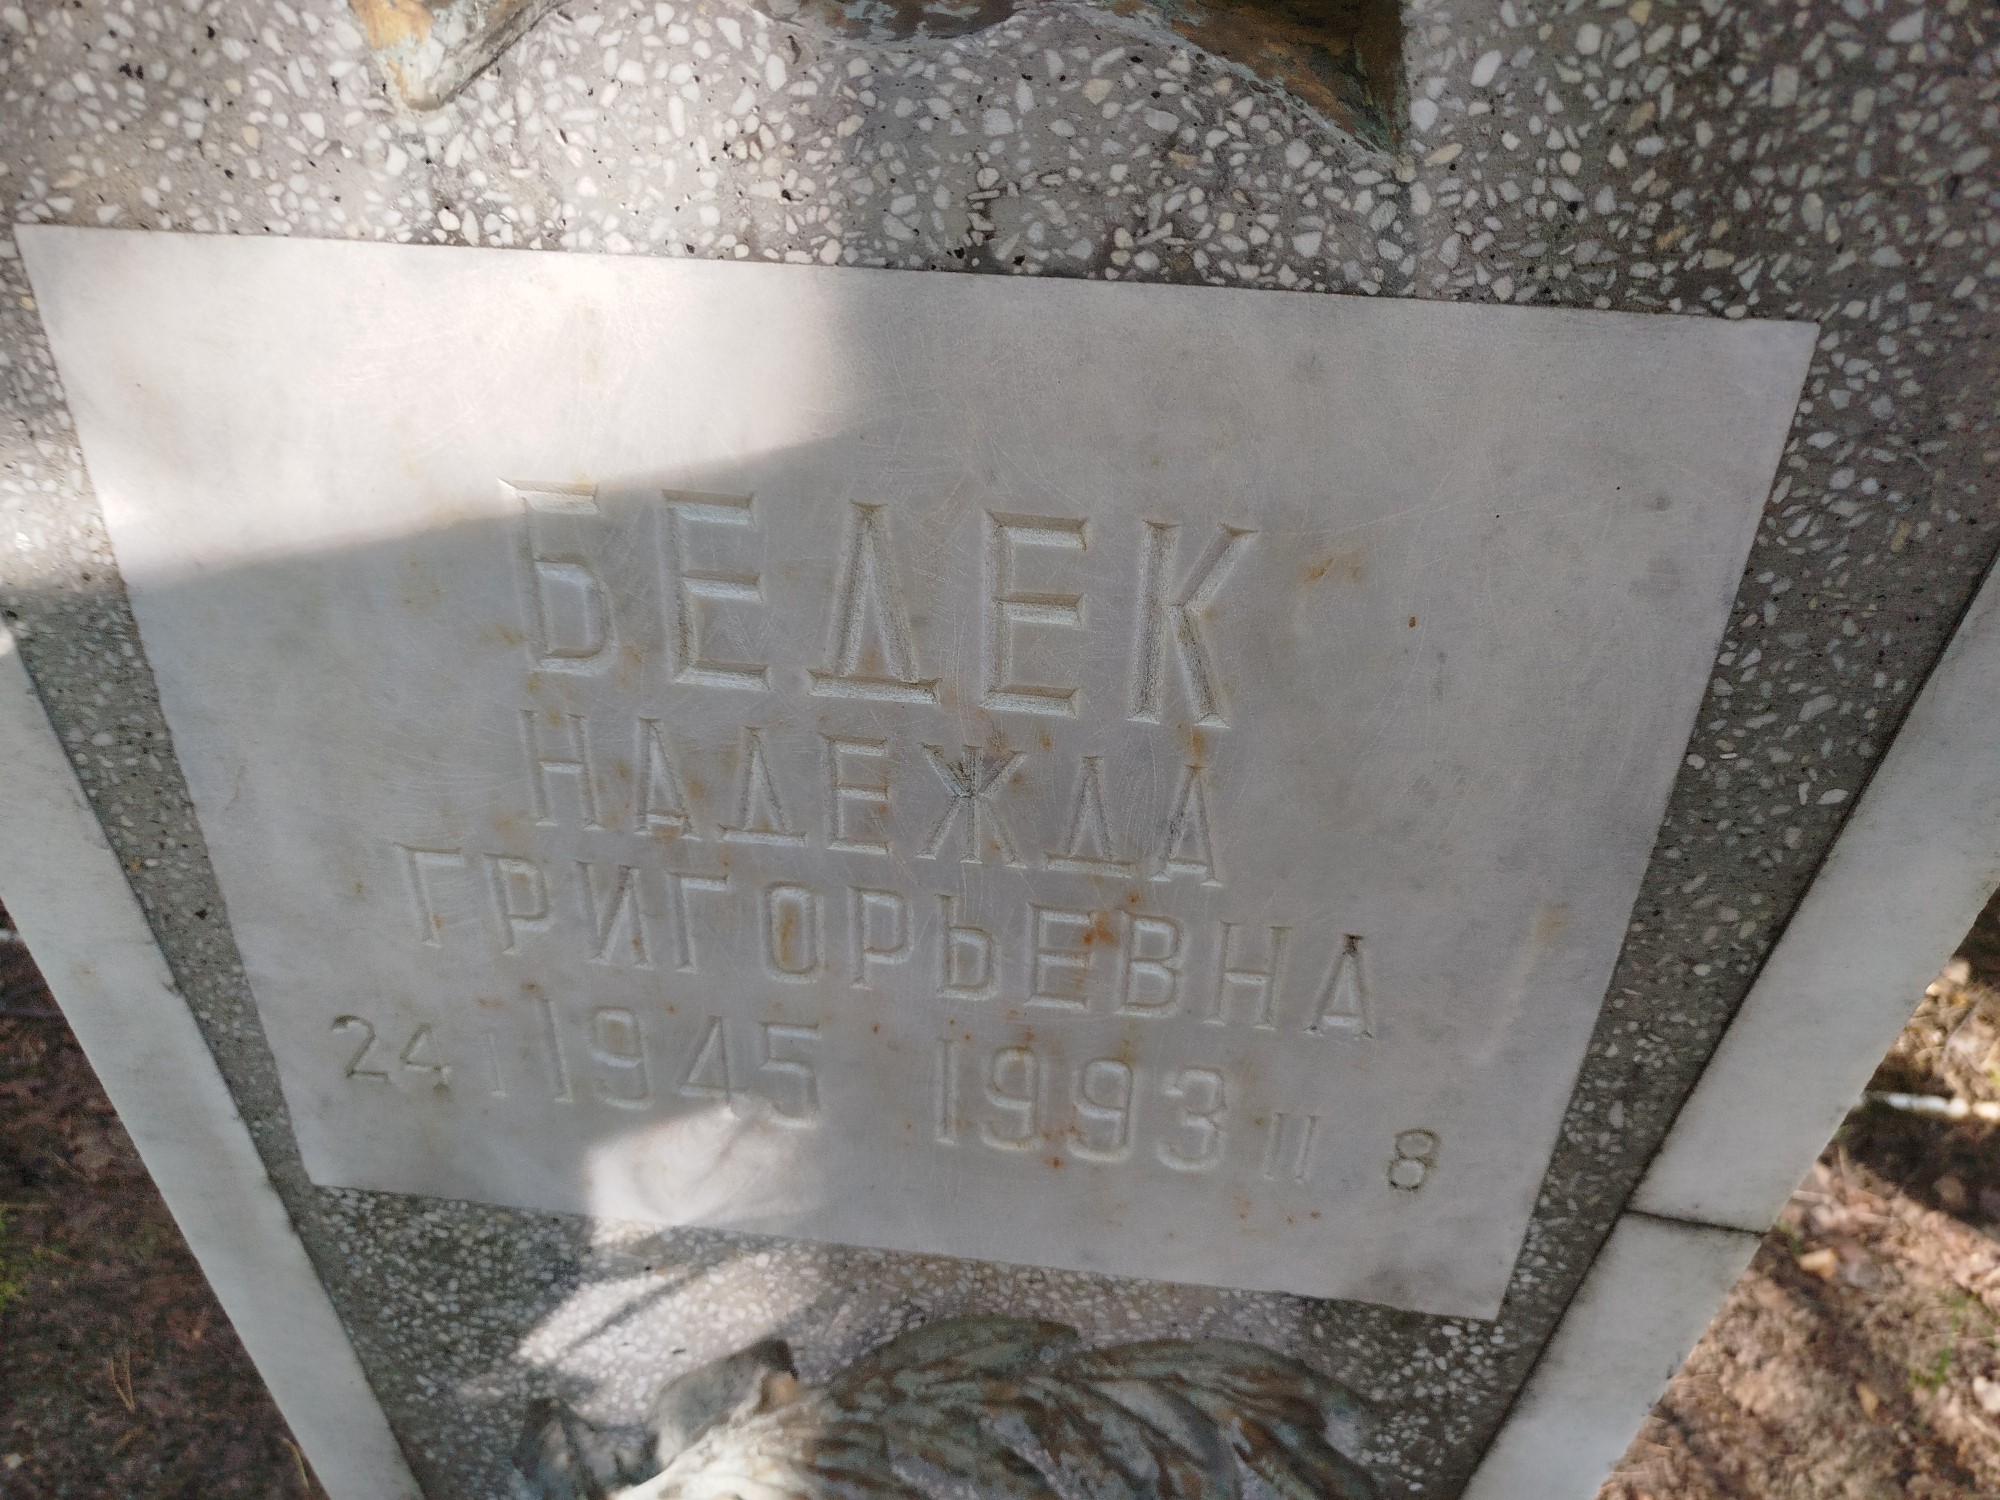 БЕДЕК
НАДЕЖДА
ГРИГОРЬЕВНА
24 I 1945 1993 II 8